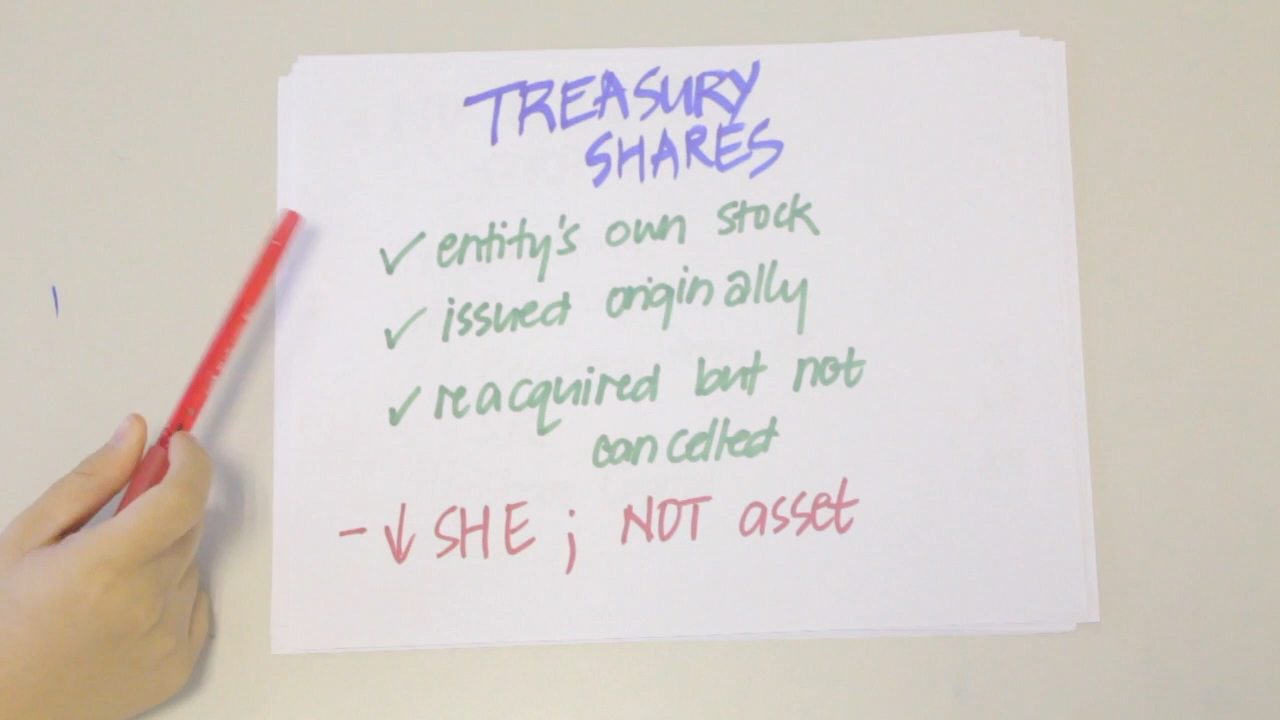 TREASURY
SHARES
✓ entity's own stock
✓ issued originally
✓ reacquired but not
cancelled
- ↓ SHE ; NOT asset